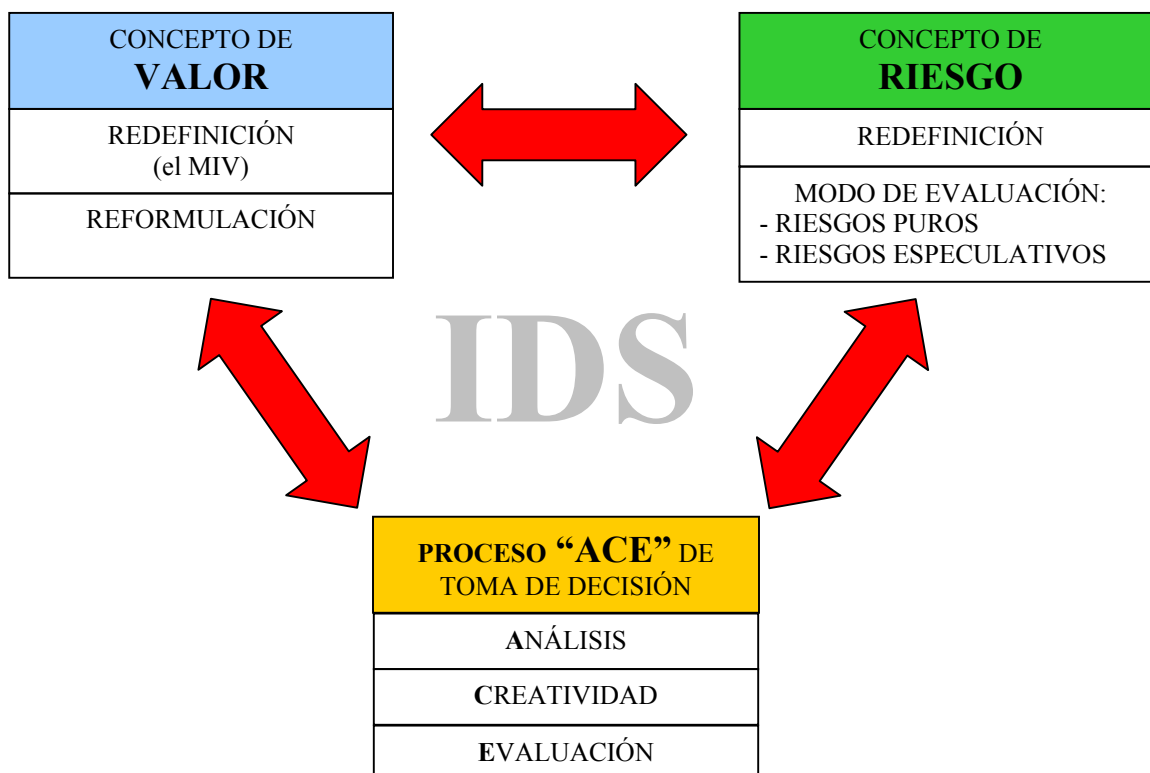 CONCEPTO DE
VALOR
REDEFINICIÓN
(el MIV)
REFORMULACIÓN
CONCEPTO DE
RIESGO
REDEFINICIÓN
MODO DE EVALUACIÓN:
- RIESGOS PUROS
- RIESGOS ESPECULATIVOS
IDS
PROCESO “ACE” DE
TOMA DE DECISIÓN
ANÁLISIS
CREATIVIDAD
EVALUACIÓN